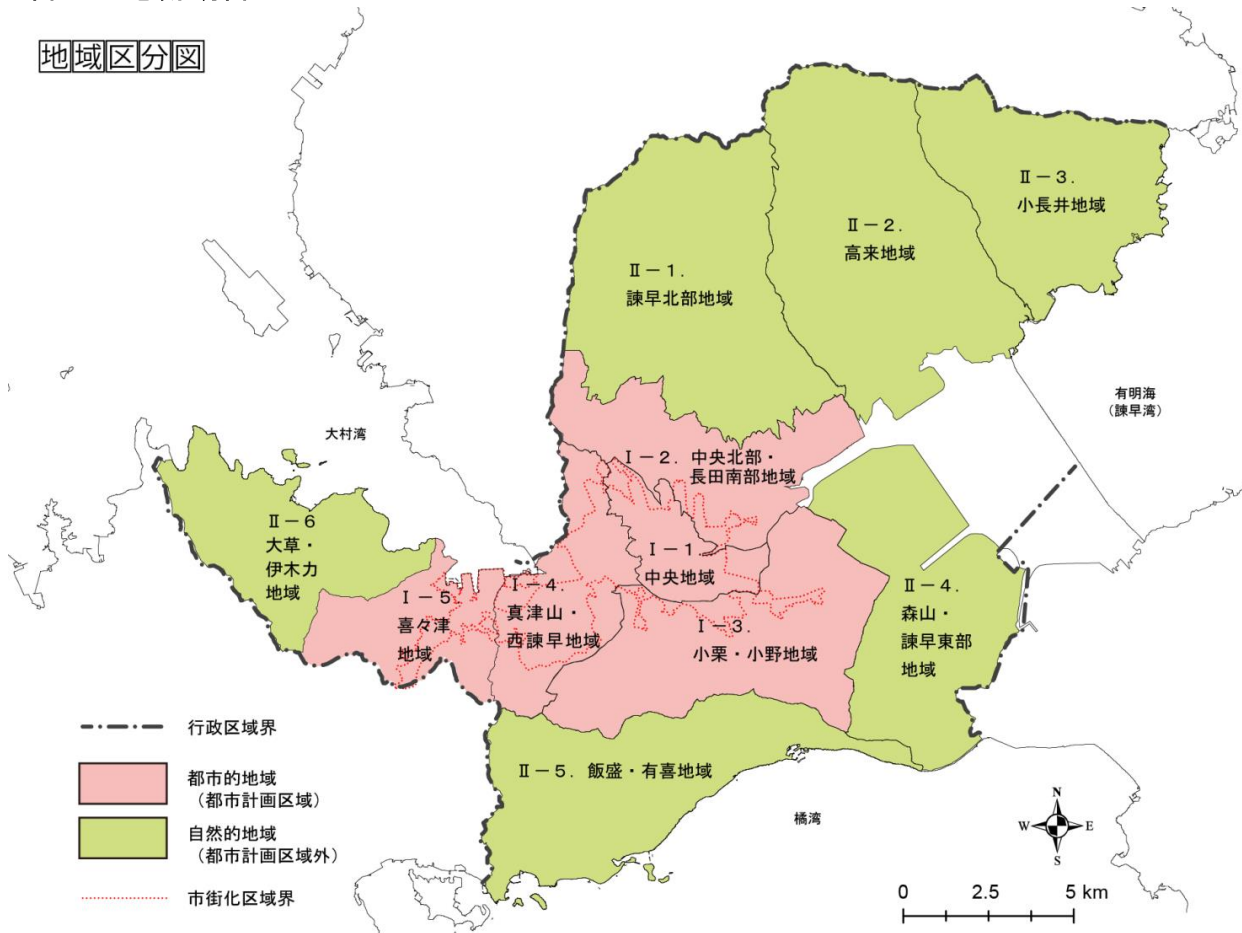 地域区分図
Ⅱ－３．
小長井地域
Ⅱ－２．
高来地域
Ⅱ－１．
諫早北部地域
有明海
（諫早湾）
大村湾
Ⅰ－２．中央北部・
長田南部地域
Ⅱ－６
大草・
伊木力
地域
Ⅰ－１．
中央地域
Ⅰ－５．
喜々津
地域
Ⅰ－４．
真津山・
西諫早地域
Ⅰ－３．
小栗・小野地域
Ⅱ－４．
森山・
諫早東部
地域
Ⅱ－５．飯盛・有喜地域
橘湾
行政区域界
都市的地域
（都市計画区域）
自然的地域
（都市計画区域外）
市街化区域界
N
W
E
S
0 2.5 5 km